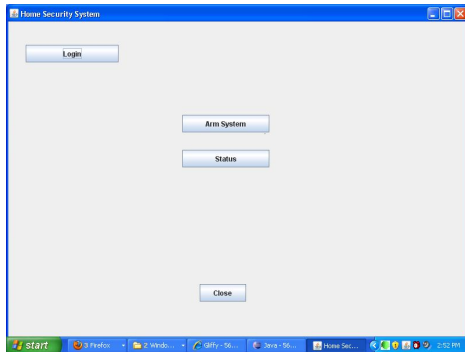 Home Security System
Login
Arm System
Status
Close
start
3 Firefox
2 Windo...
Gliffy - 56...
Java - 56...
Home Sec...
2:52 PM